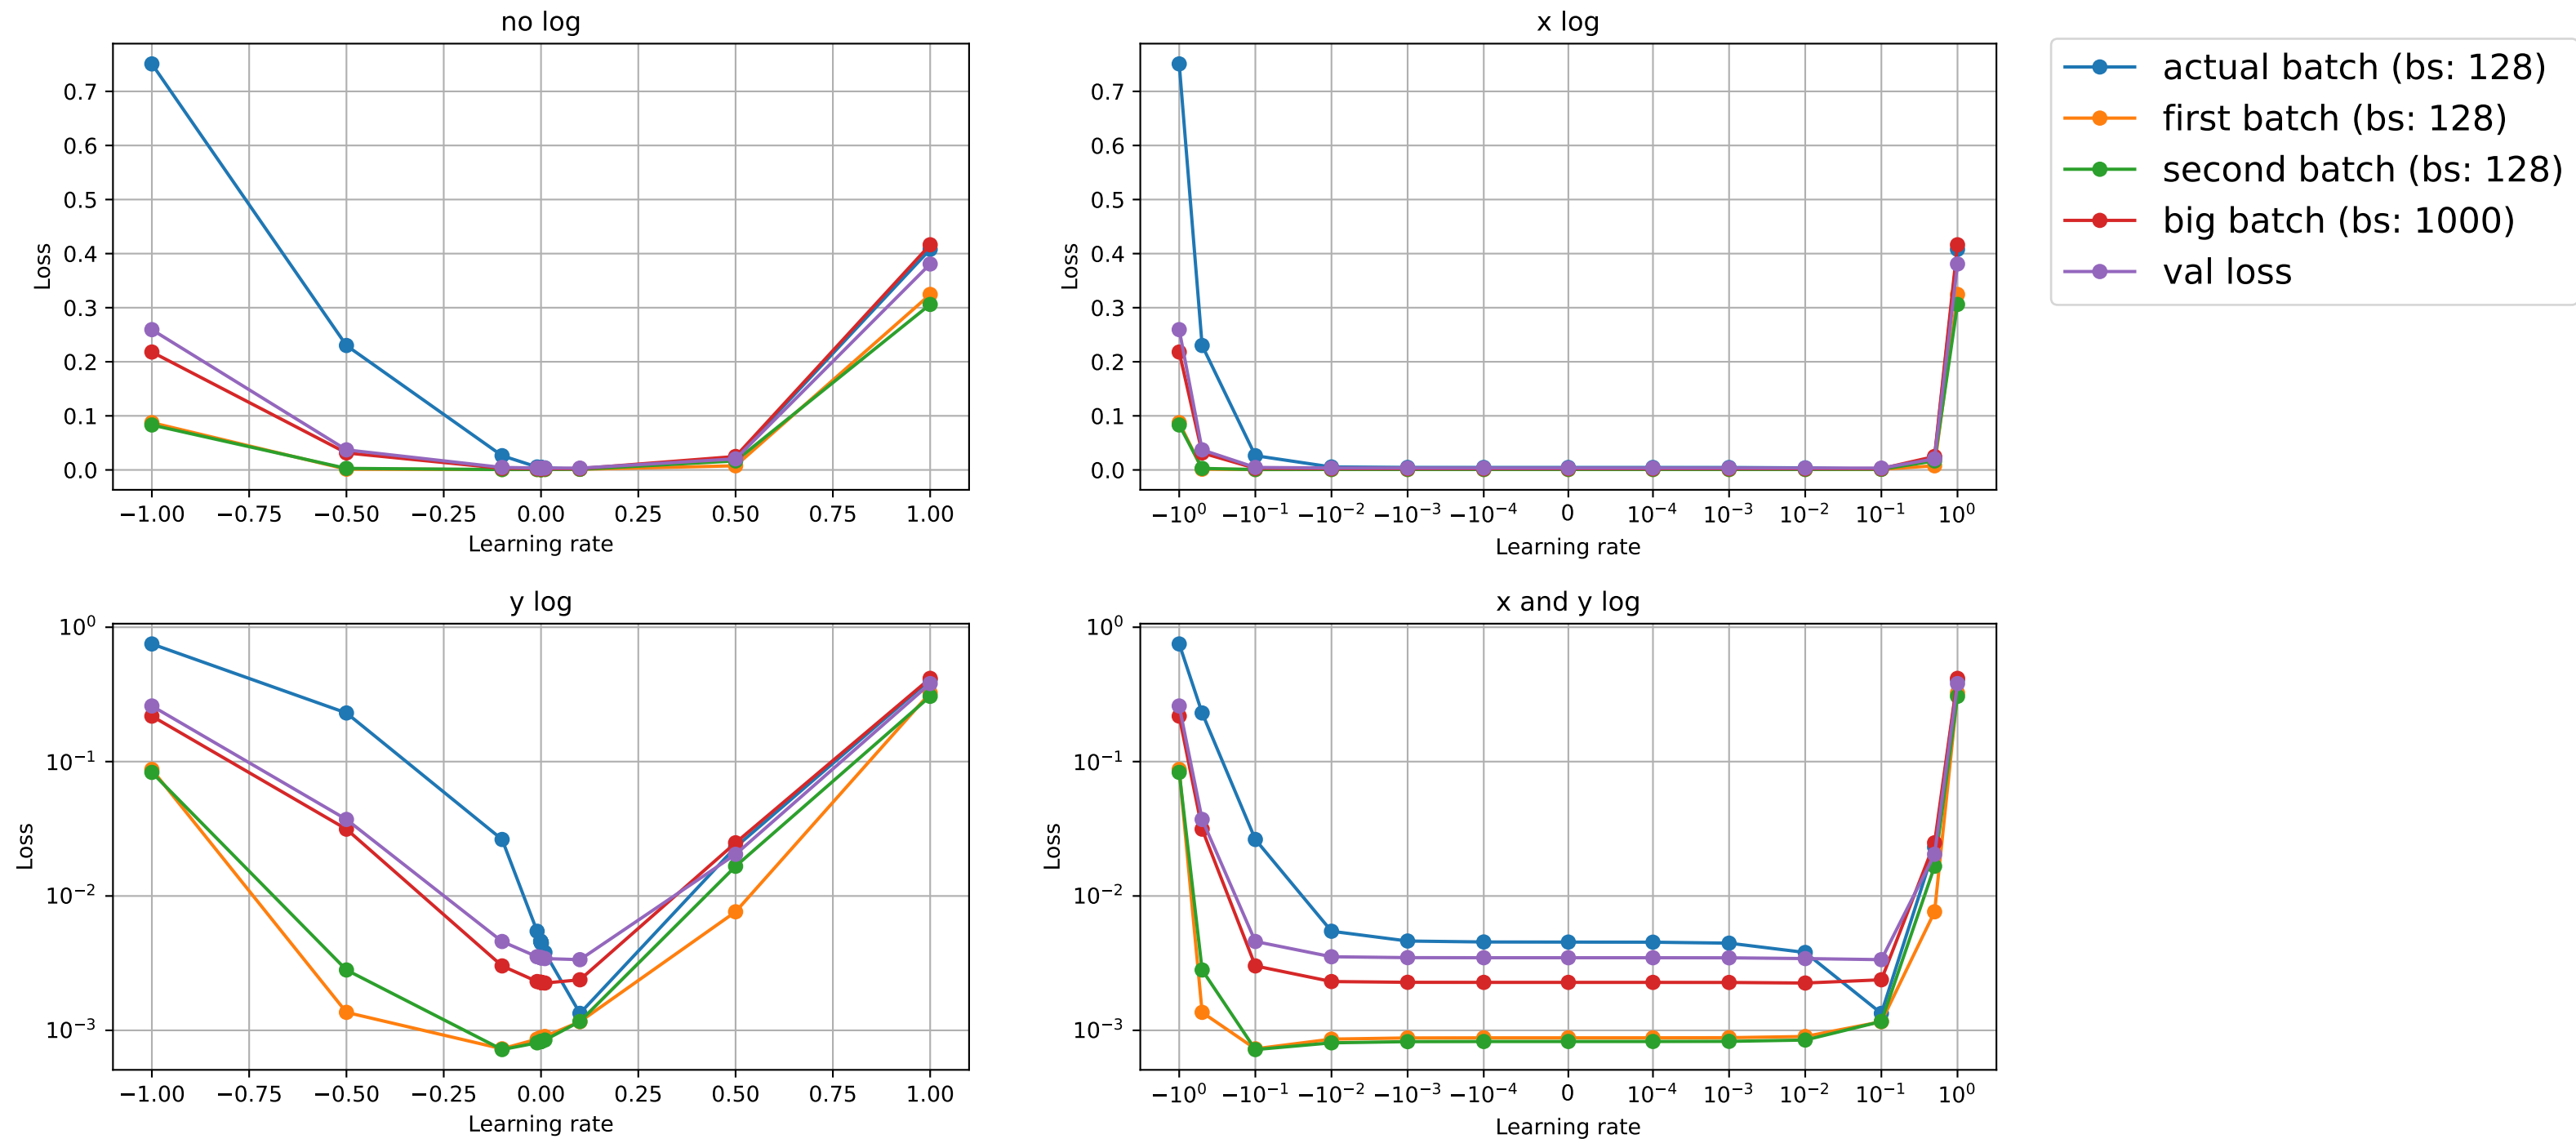 no log
0.7
0.6
0.5
0.4
0.3
0.2
0.1
0.0
Loss
−1.00 −0.75 −0.50 −0.25 0.00 0.25 0.50 0.75 1.00
Learning rate
x log
0.7
0.6
0.5
0.4
0.3
0.2
0.1
0.0
Loss
−10⁰ −10⁻¹ −10⁻² −10⁻³ −10⁻⁴ 0 10⁻⁴ 10⁻³ 10⁻² 10⁻¹ 10⁰
Learning rate
actual batch (bs: 128)
first batch (bs: 128)
second batch (bs: 128)
big batch (bs: 1000)
val loss
y log
10⁰
10⁻¹
10⁻²
10⁻³
Loss
−1.00 −0.75 −0.50 −0.25 0.00 0.25 0.50 0.75 1.00
Learning rate
x and y log
10⁰
10⁻¹
10⁻²
10⁻³
Loss
−10⁰ −10⁻¹ −10⁻² −10⁻³ −10⁻⁴ 0 10⁻⁴ 10⁻³ 10⁻² 10⁻¹ 10⁰
Learning rate